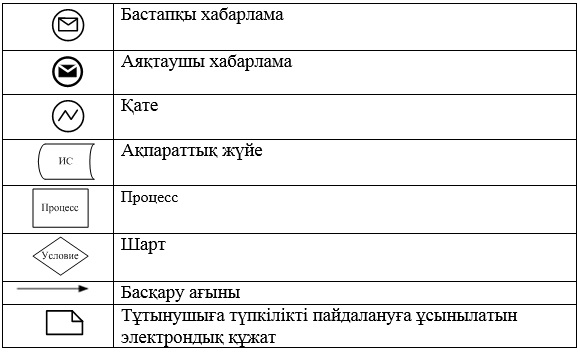 Бастапқы хабарлама
Аяқтаушы хабарлама
Қате
ИС
Ақпараттық жүйе
Процесс
Процесс
Условие
Шарт
Басқару ағыны
Тұтынушыға түпкілікті пайдалануға ұсынылатын
электрондық құжат